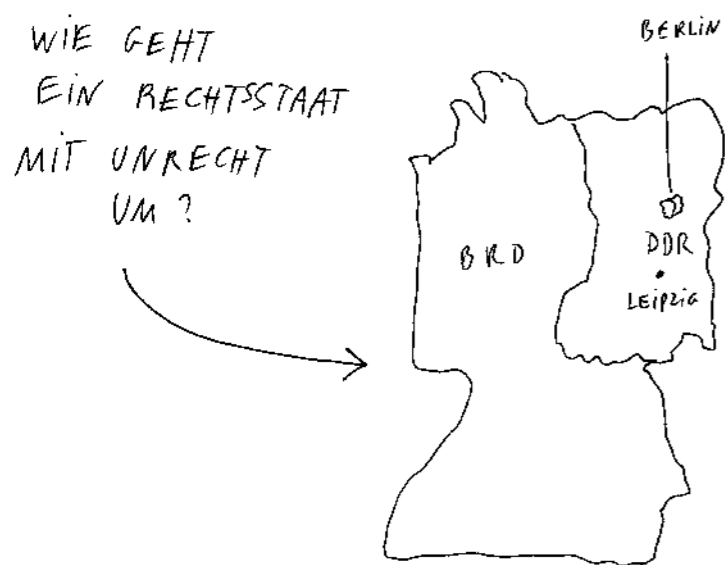 WIE GEHT
EIN RECHTSSTAAT
MIT UNRECHT
UM?
BERLIN
BRD
DDR
LEIPZIG